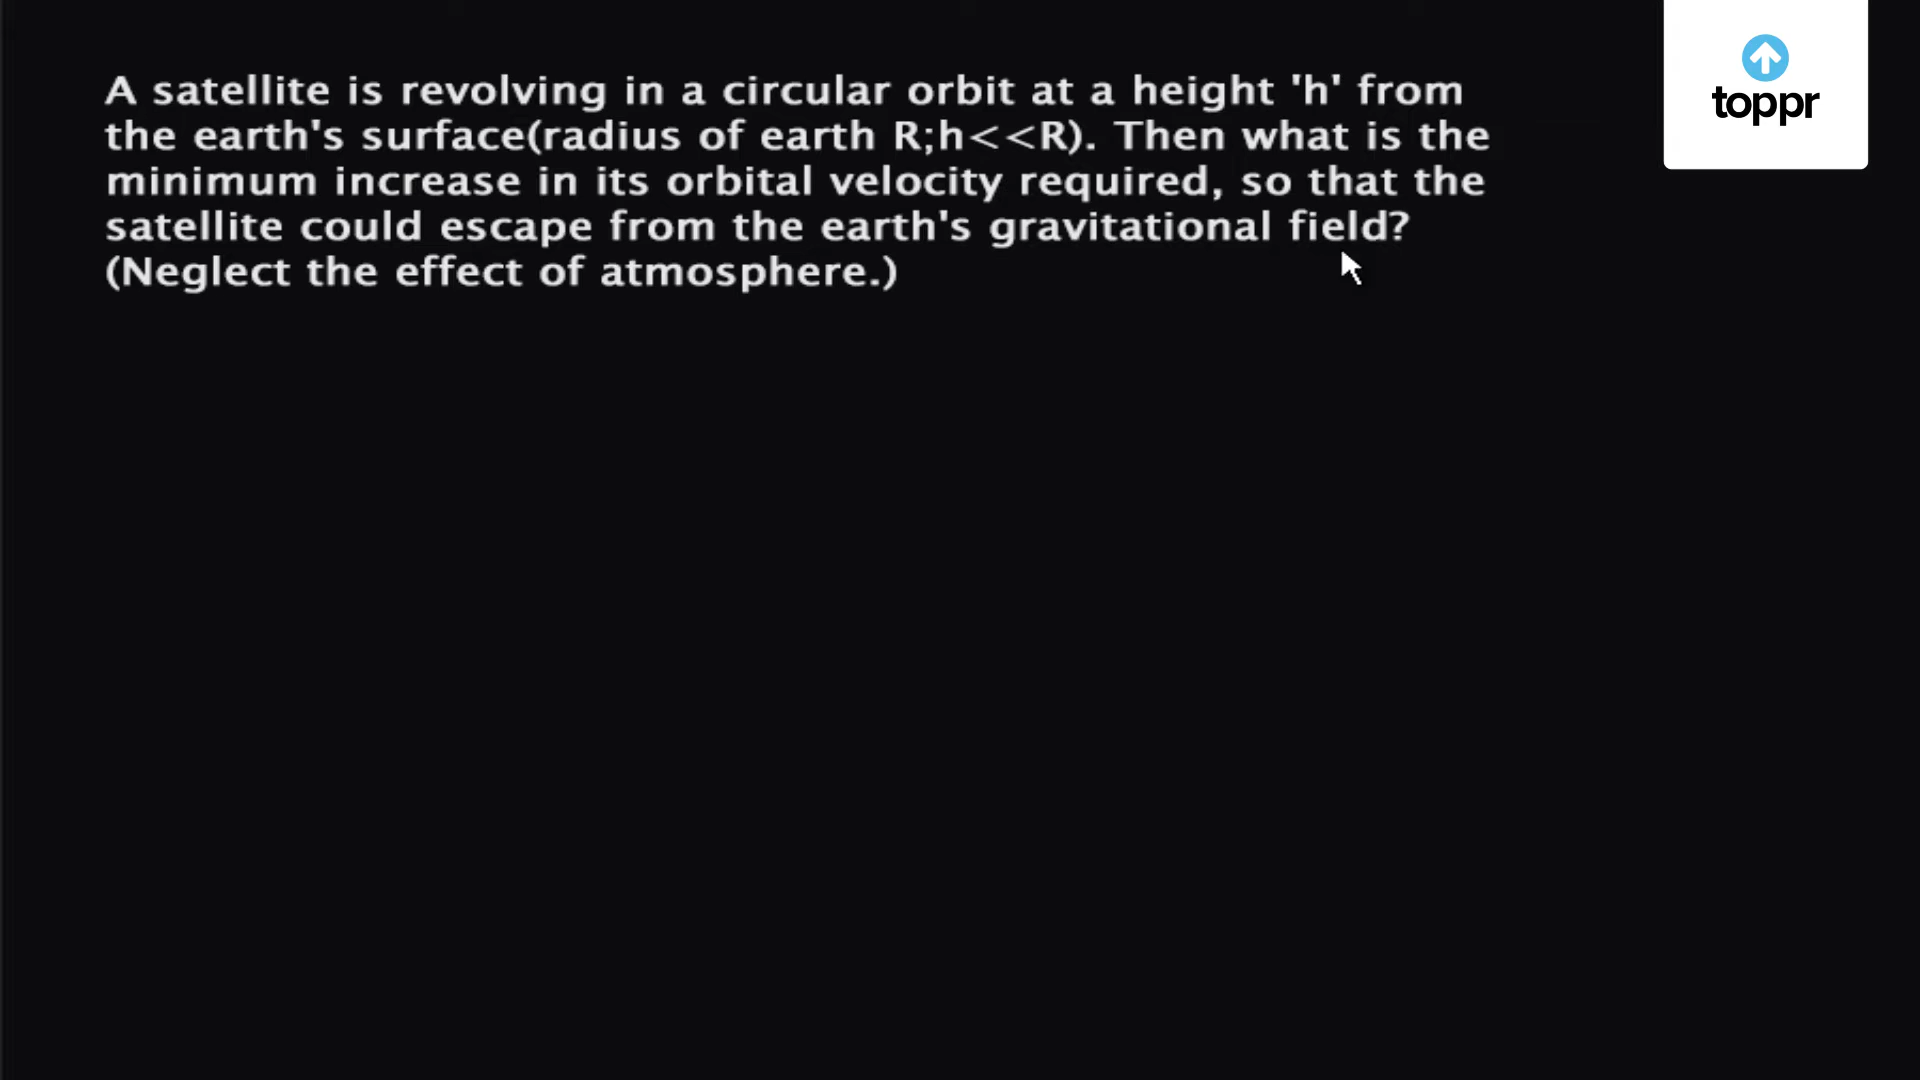 A satellite is revolving in a circular orbit at a height 'h' from
the earth's surface(radius of earth R;h<<R). Then what is the
minimum increase in its orbital velocity required, so that the
satellite could escape from the earth's gravitational field?
(Neglect the effect of atmosphere.)
toppr